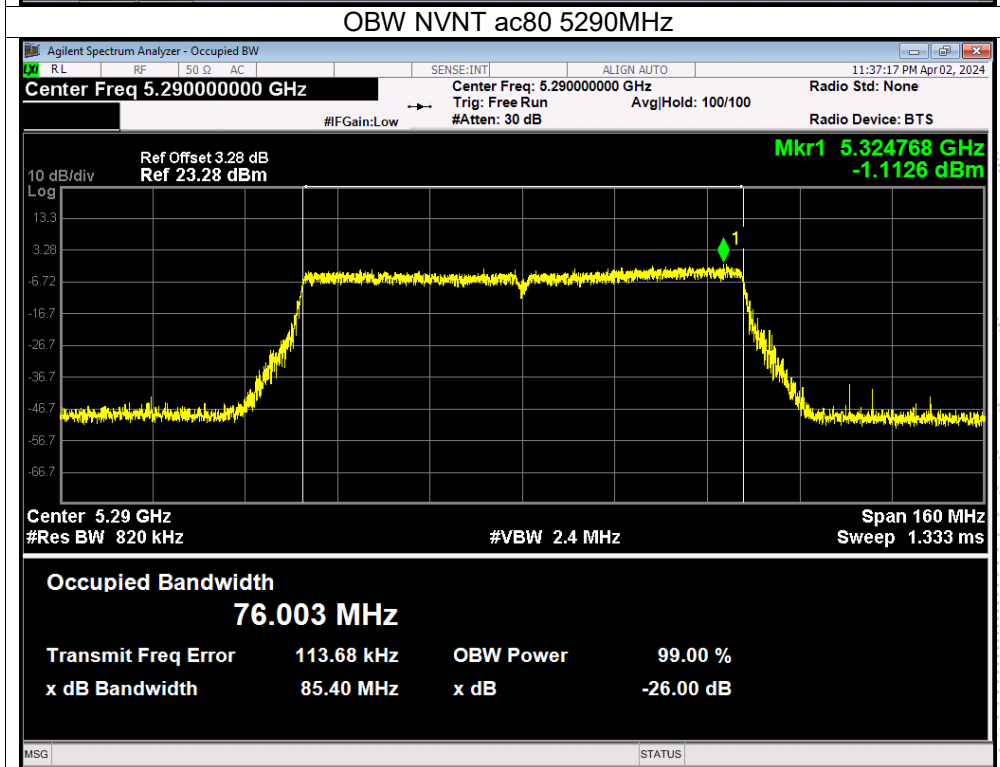 OBW NVNT ac80 5290MHz
Agilent Spectrum Analyzer - Occupied BW
LXI RL RF 50 Ω AC SENSE:INT ALIGN AUTO 11:37:17 PM Apr 02, 2024
Center Freq 5.290000000 GHz Center Freq: 5.290000000 GHz Radio Std: None
Trig: Free Run Avg|Hold: 100/100
#IFGain:Low #Atten: 30 dB Radio Device: BTS
Ref Offset 3.28 dB Mkr1 5.324768 GHz
10 dB/div Ref 23.28 dBm -1.1126 dBm
Log
13.3
1
3.28
-6.72
-16.7
-26.7
-36.7
-46.7
-56.7
-66.7
Center 5.29 GHz Span 160 MHz
#Res BW 820 kHz #VBW 2.4 MHz Sweep 1.333 ms
Occupied Bandwidth
76.003 MHz
Transmit Freq Error 113.68 kHz OBW Power 99.00 %
x dB Bandwidth 85.40 MHz x dB -26.00 dB
MSG STATUS